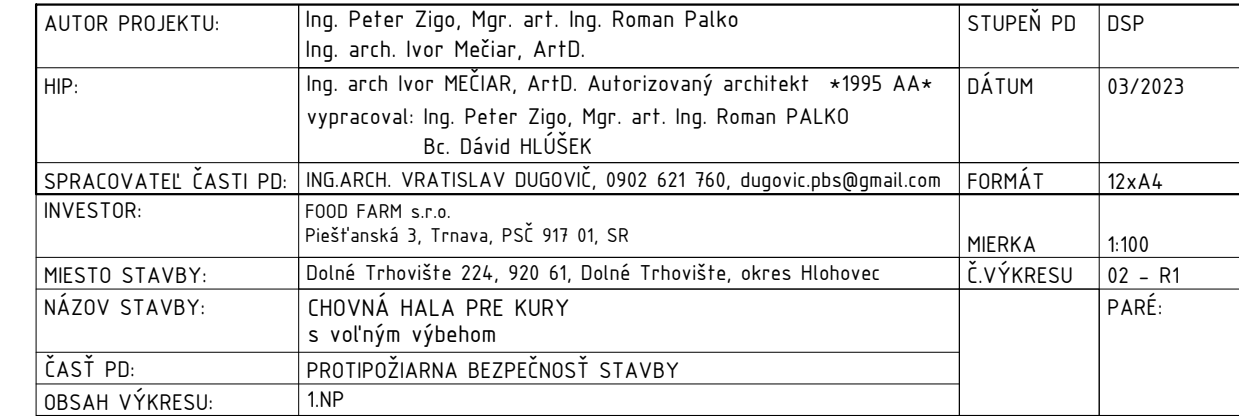 AUTOR PROJEKTU: Ing. Peter Zigo, Mgr. art. Ing. Roman Palko STUPEŇ PD DSP
Ing. arch. Ivor Mečiar, ArtD.
HIP: Ing. arch Ivor MEČIAR, ArtD. Autorizovaný architekt *1995 AA* DÁTUM 03/2023
vypracoval: Ing. Peter Zigo, Mgr. art. Ing. Roman PALKO
Bc. Dávid HLÚŠEK
SPRACOVATEĽ ČASTI PD: ING.ARCH. VRATISLAV DUGOVIČ, 0902 621 760, dugovic.pbs@gmail.com FORMÁT 12xA4
INVESTOR: FOOD FARM s.r.o.
Piešťanská 3, Trnava, PSČ 917 01, SR
MIERKA 1:100
MIESTO STAVBY: Dolné Trhovište 224, 920 61, Dolné Trhovište, okres Hlohovec Č.VÝKRESU 02 - R1
NÁZOV STAVBY: CHOVNÁ HALA PRE KURY PARÉ:
s voľným výbehom
ČASŤ PD: PROTIPOŽIARNA BEZPEČNOSŤ STAVBY
OBSAH VÝKRESU: 1.NP